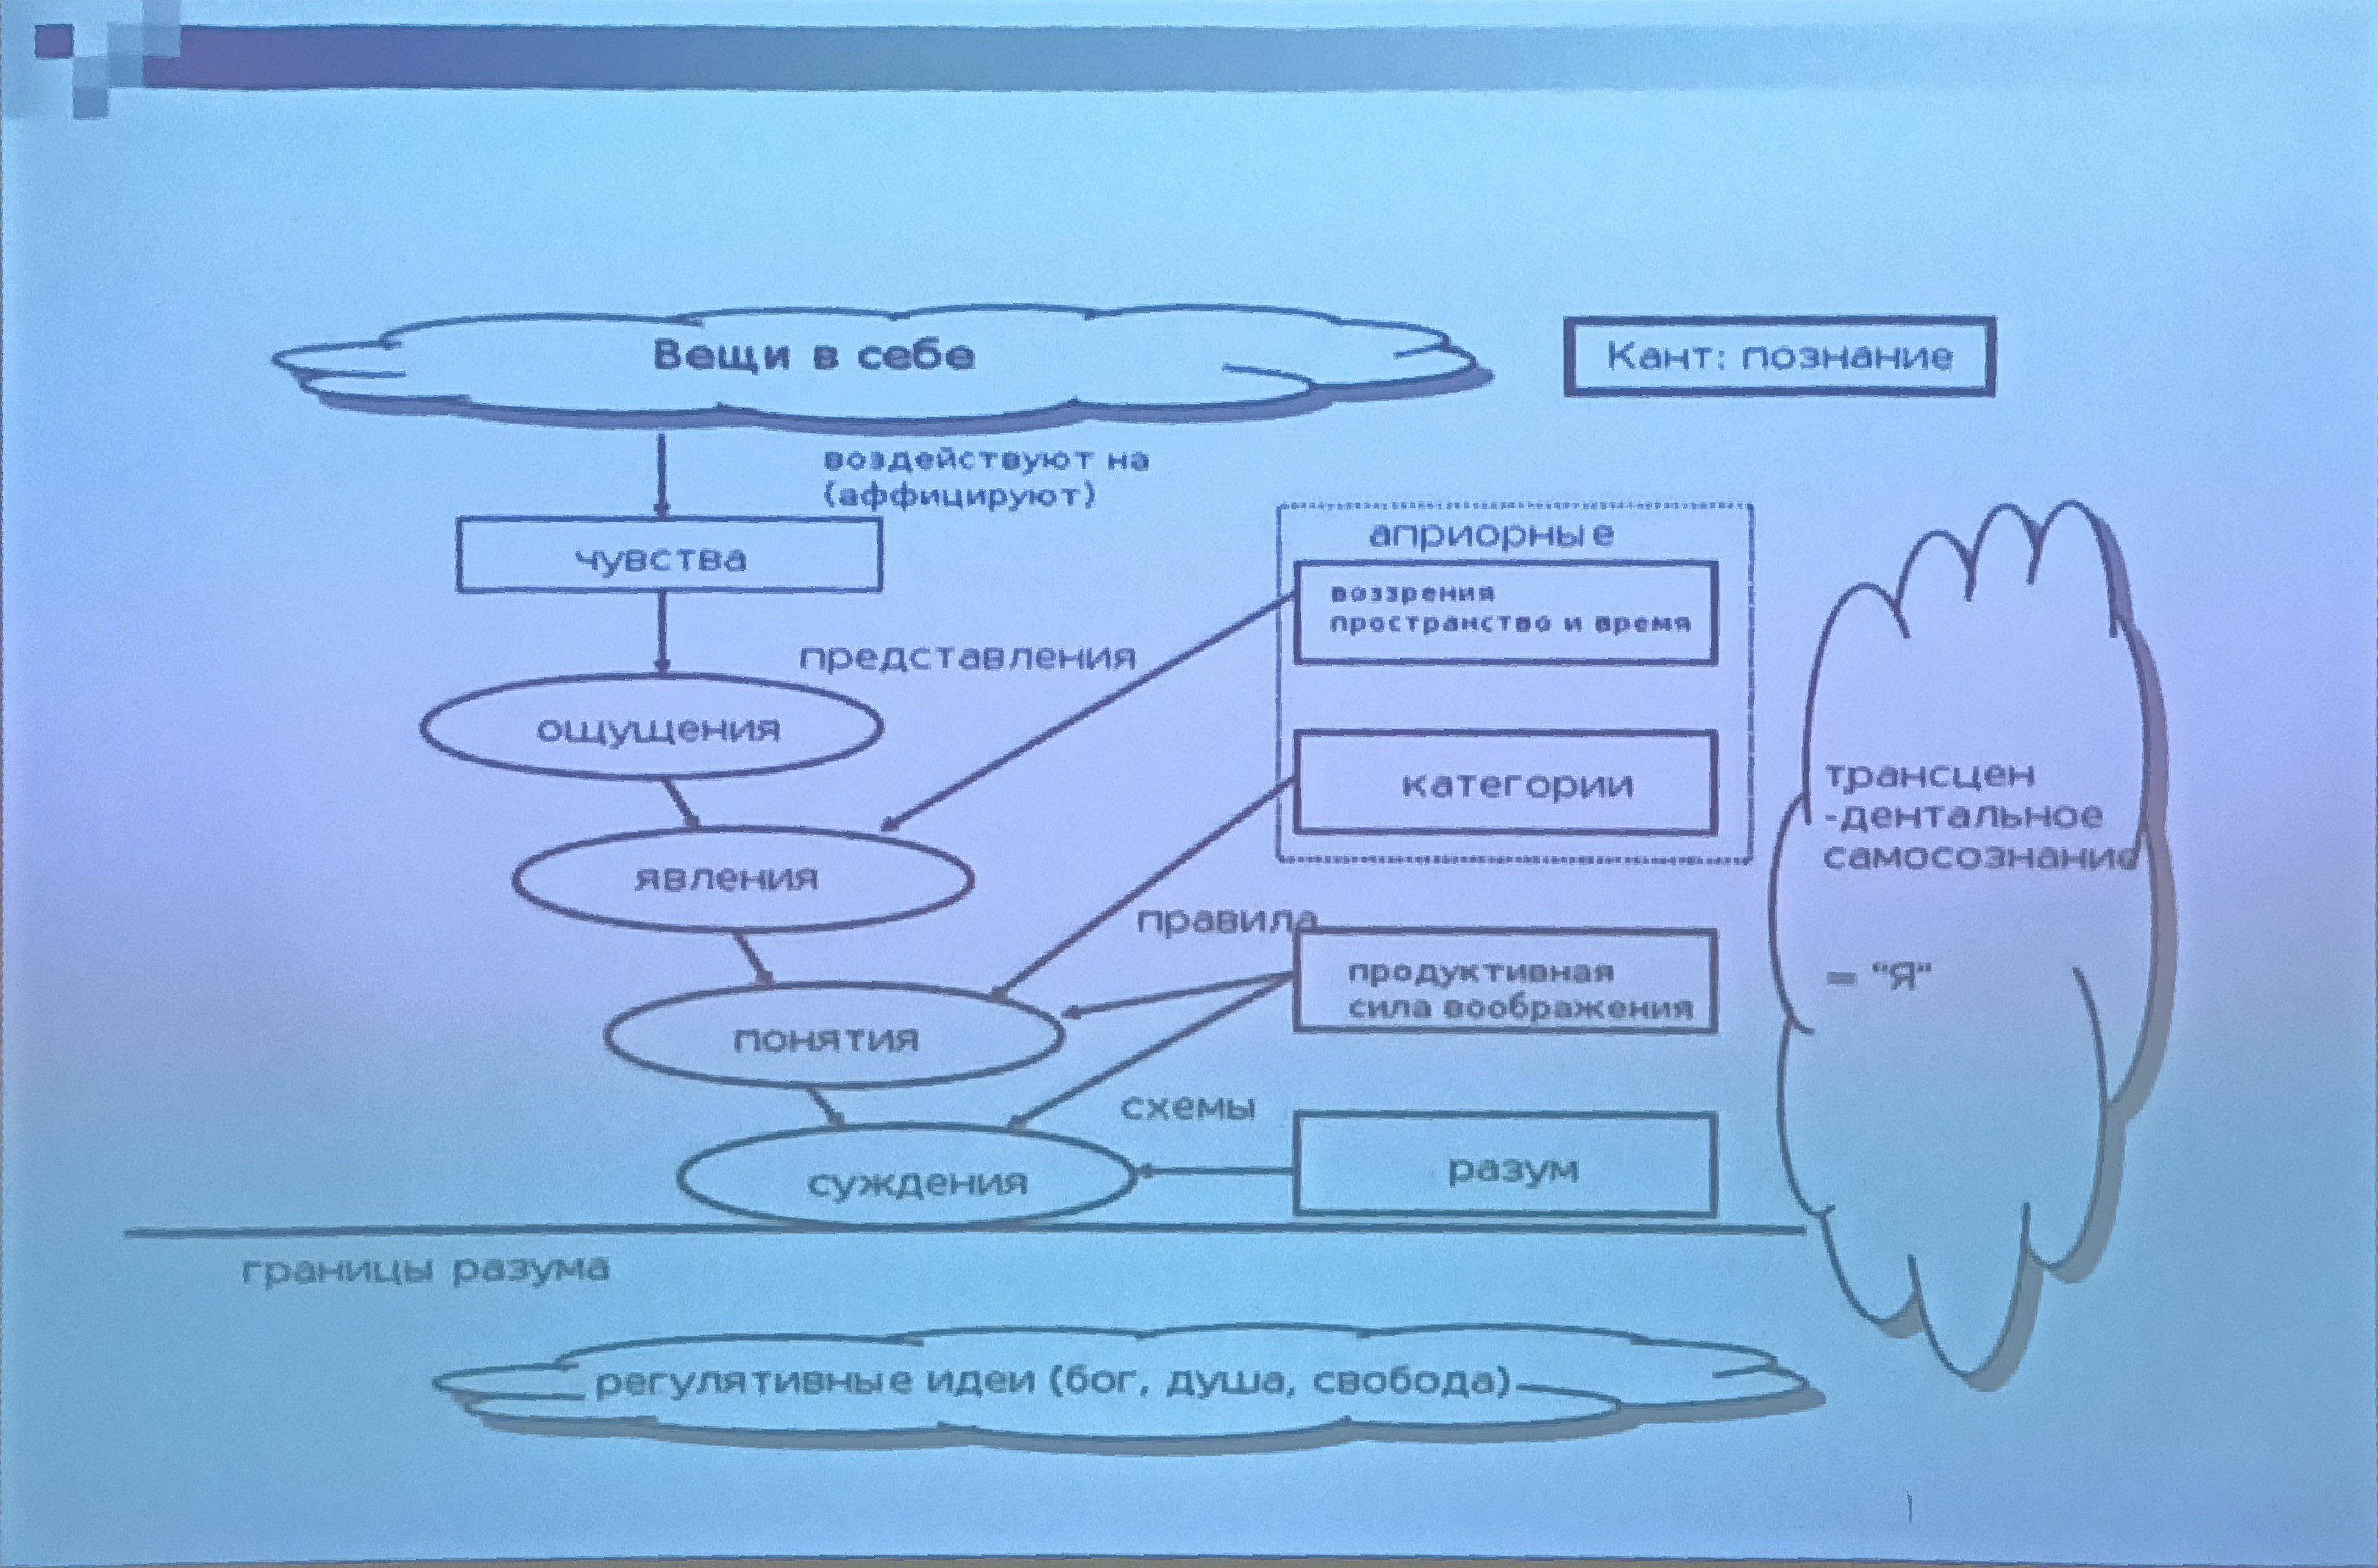 Вещи в себе
Кант: познание
воздействуют на
(аффицируют)
чувства
априорные
воззрения
пространство и время
представления
ощущения
категории
трансцен
-дентальное
самосознание
явления
правила
продуктивная
сила воображения
= "Я"
понятия
схемы
разум
суждения
границы разума
регулятивные идеи (бог, душа, свобода)